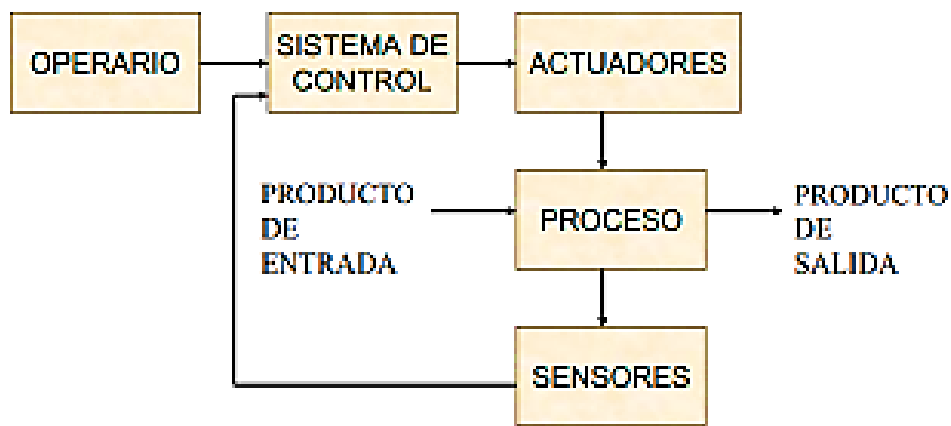 OPERARIO
SISTEMA DE
CONTROL
ACTUADORES
PRODUCTO
DE
ENTRADA
PROCESO
PRODUCTO
DE
SALIDA
SENSORES